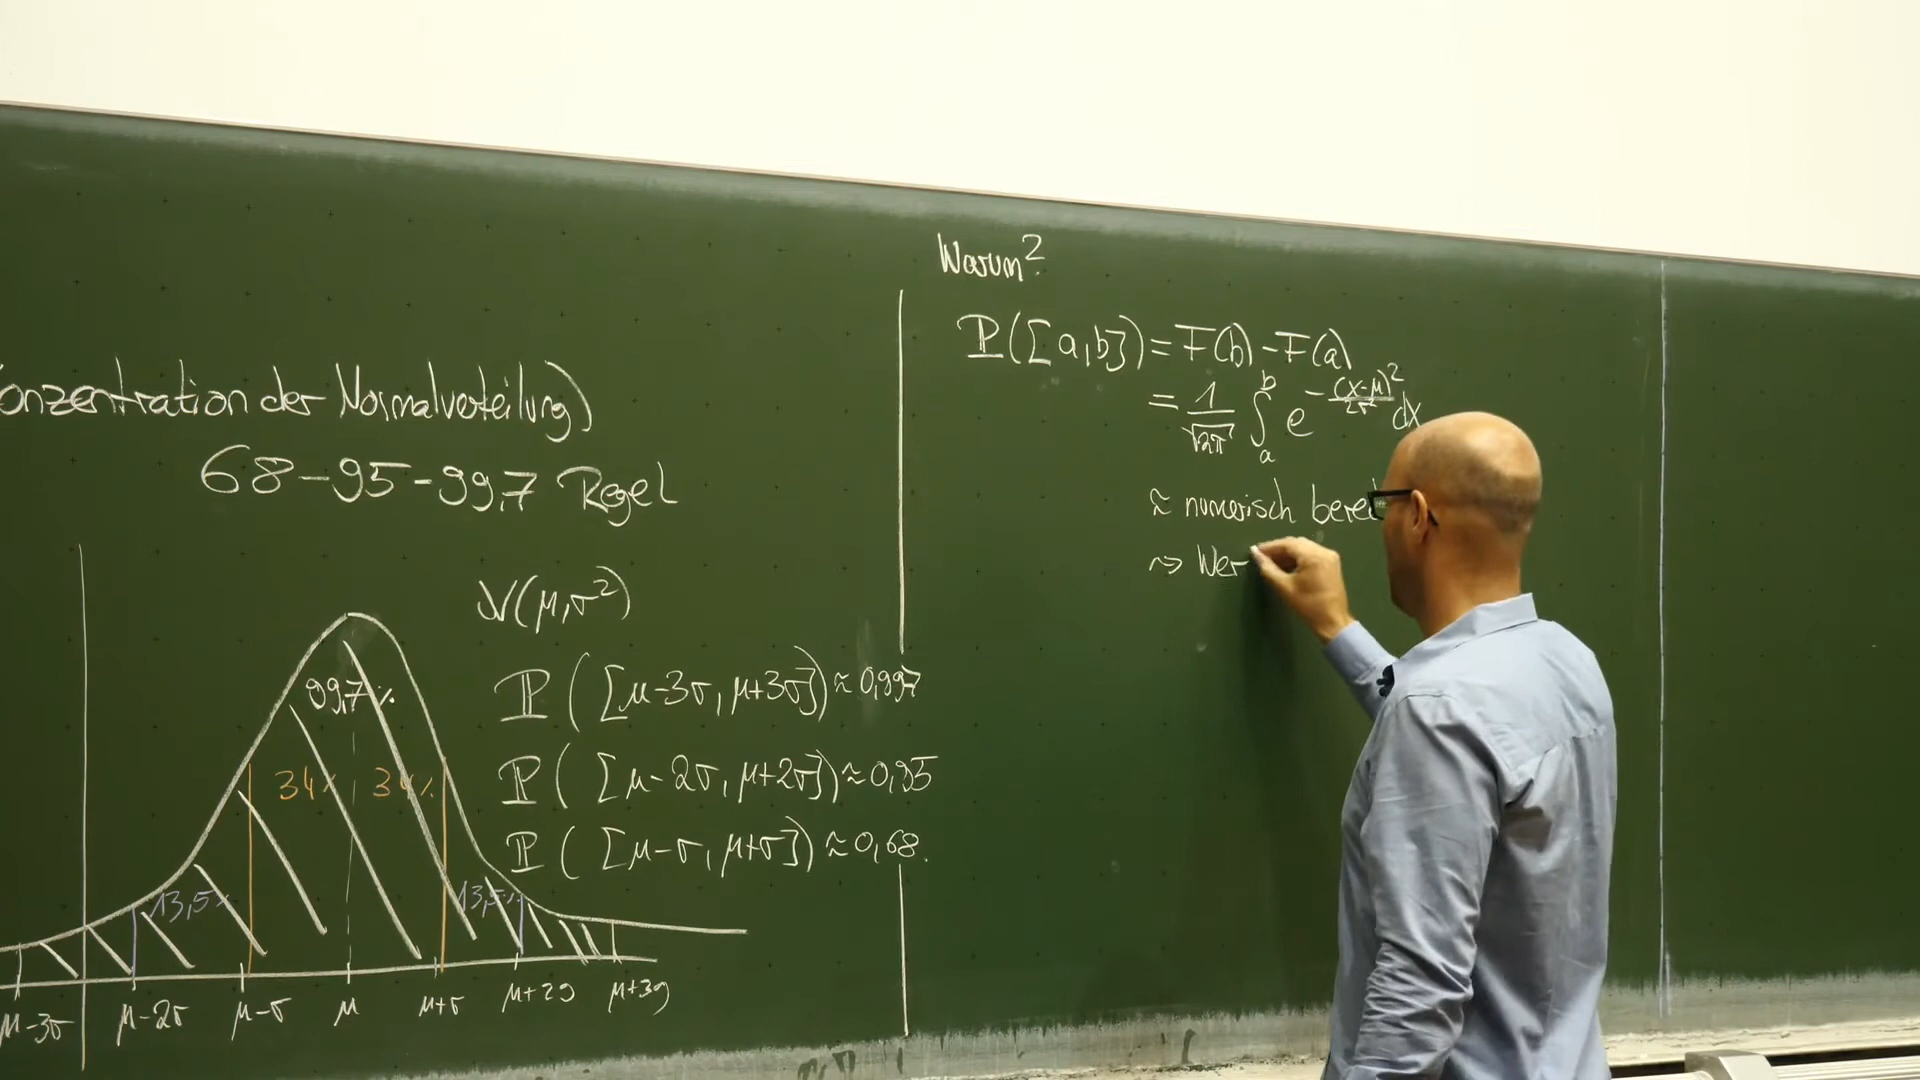 onzentration der Normalverteilung)
68-95-99,7 Regel
N(μ,σ²)
P([μ-3σ, μ+3σ]) ≈ 0,997
P([μ-2σ, μ+2σ]) ≈ 0,95
P([μ-σ, μ+σ]) ≈ 0,68.
99,7%
34% 34%
13,5% 13,5%
μ-3σ μ-2σ μ-σ μ μ+σ μ+2σ μ+3σ
Warum?
P([a,b]) = F(b) - F(a)
= 1/√2π ∫ₐᵇ e^-(x-μ)²/2σ² dx
≈ numerisch berec
⇝ Wer